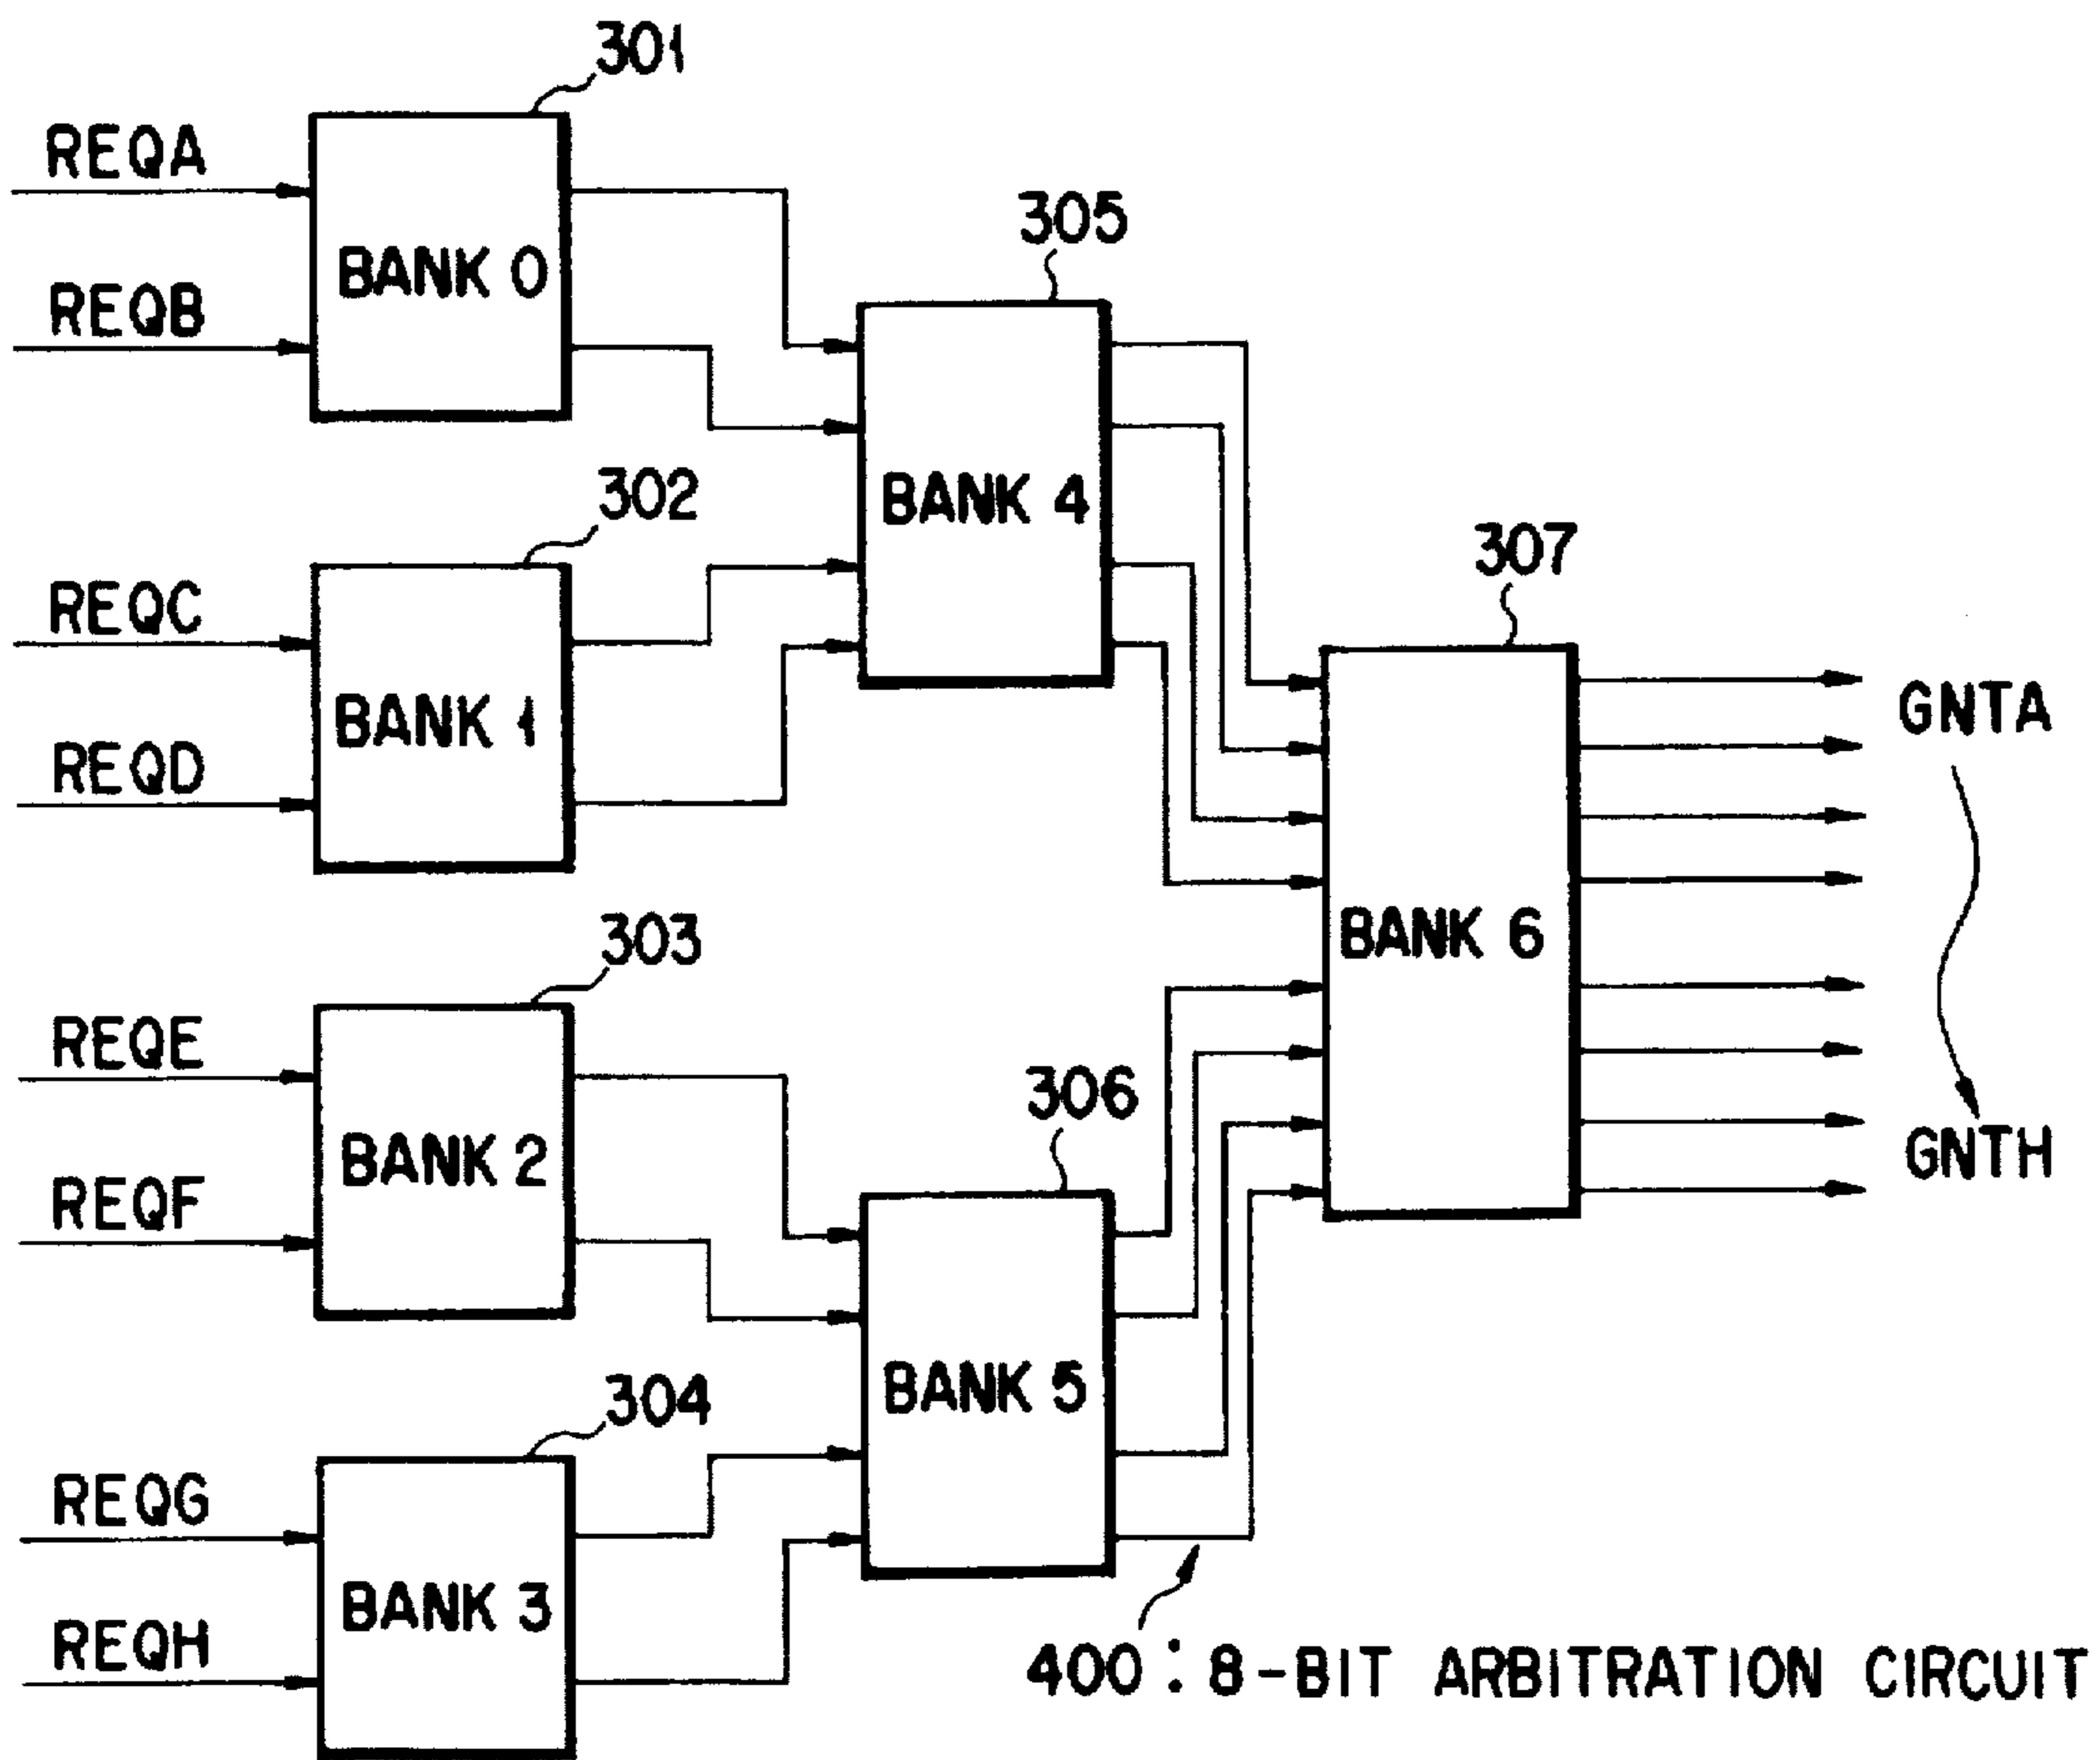 301
REQA
BANK 0
REQB
305
302
BANK 4
REQC
307
BANK 1
GNTA
REQD
303
BANK 6
REQE
306
BANK 2
GNTH
REQF
304
BANK 5
REQG
BANK 3
REQH
400 : 8-BIT ARBITRATION CIRCUIT